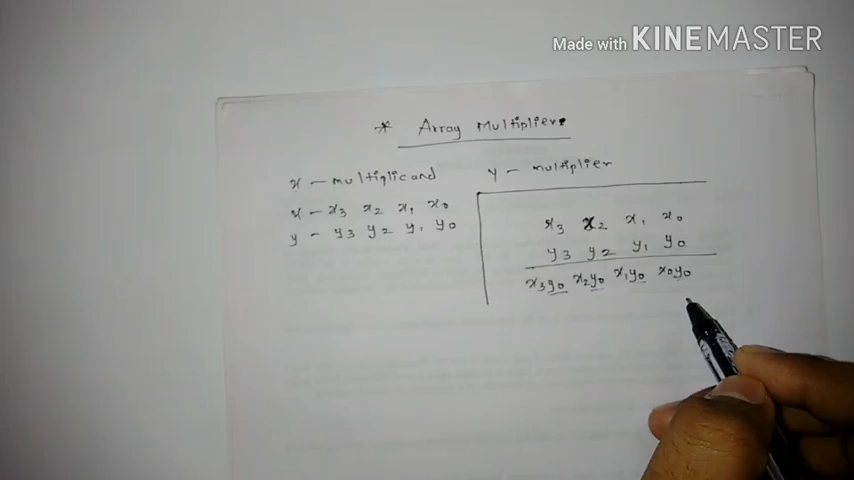 Made with KINEMASTER
* Array Multiplier
x - multiplicand
y - multiplier
x - x3 x2 x1 x0
y - y3 y2 y1 y0
x3 x2 x1 x0
y3 y2 y1 y0
x3y0 x2y0 x1y0 x0y0